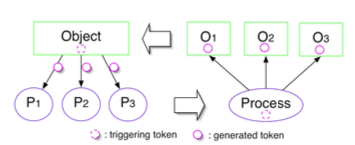 Object
O1 O2 O3
P1 P2 P3
Process
: triggering token : generated token